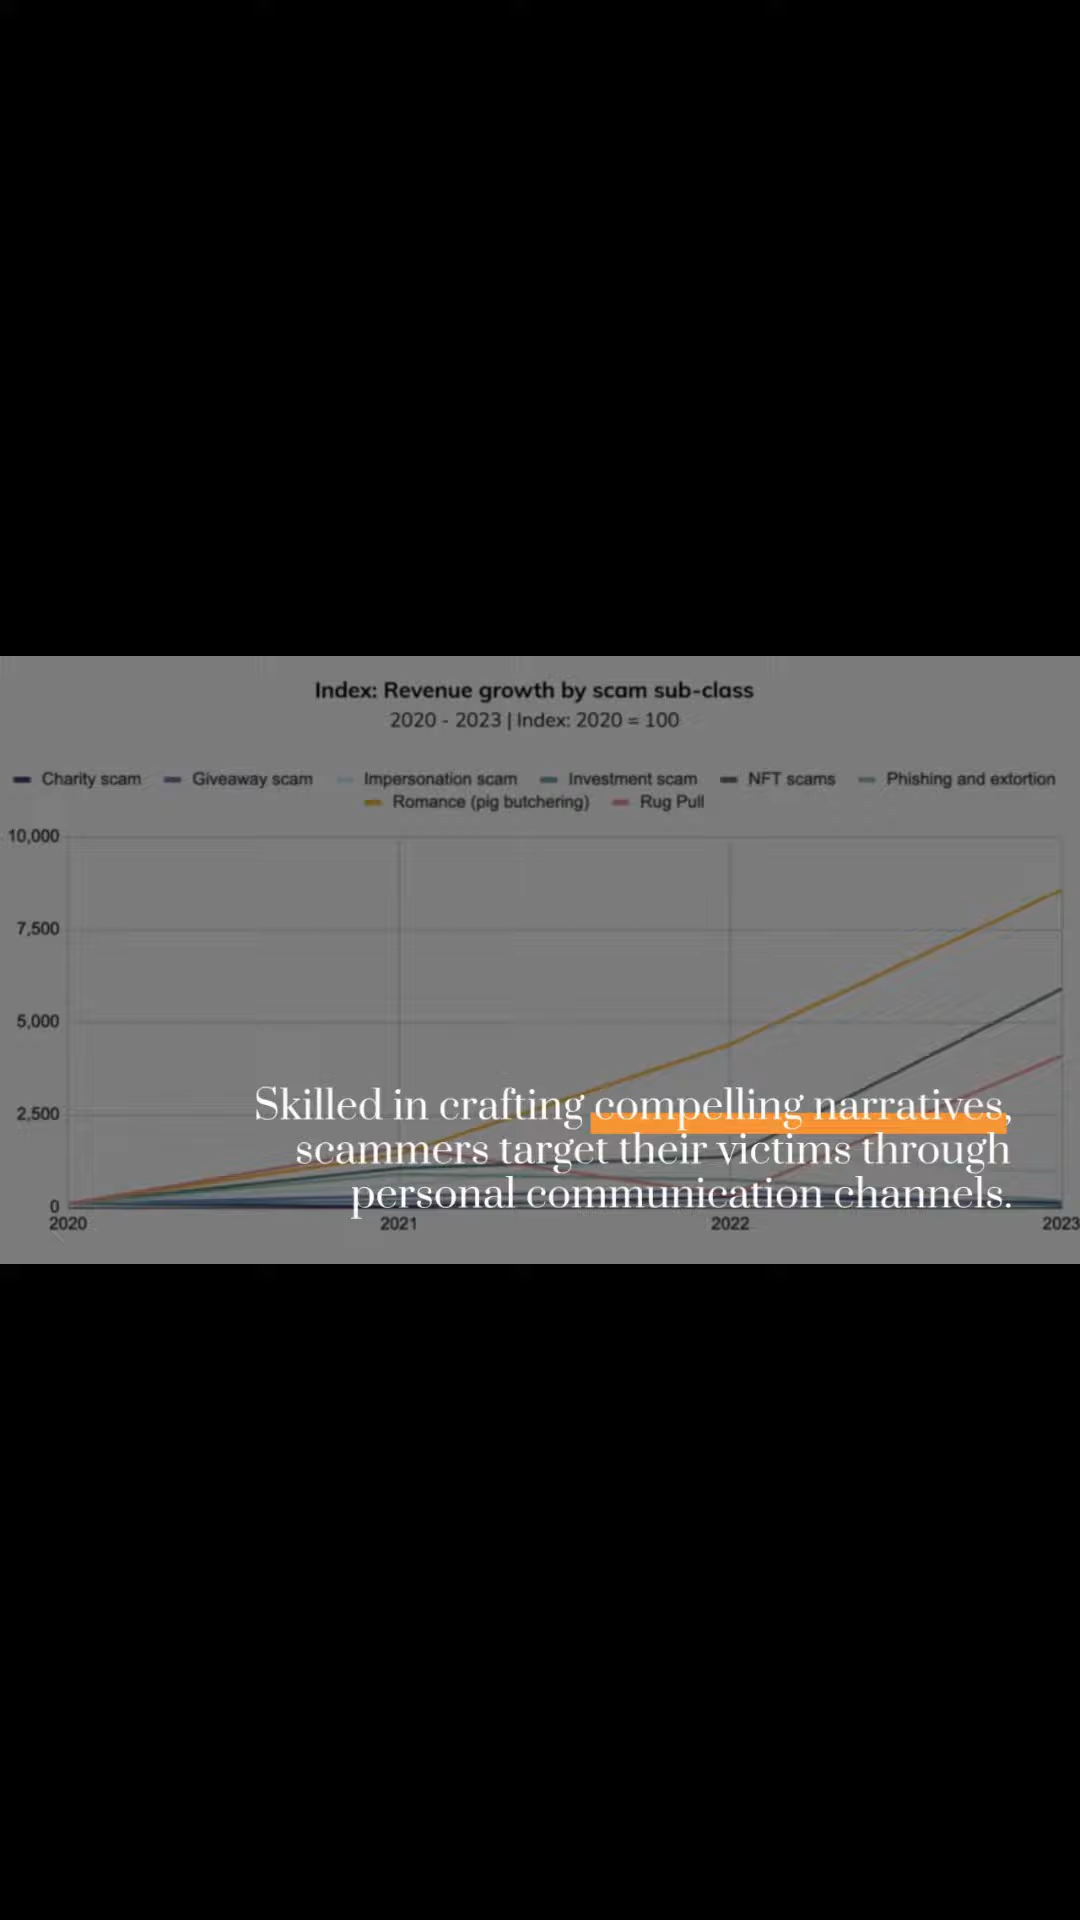 Index: Revenue growth by scam sub-class
2020 - 2023 | Index: 2020 = 100
Charity scam Giveaway scam Impersonation scam Investment scam NFT scams Phishing and extortion
Romance (pig butchering) Rug Pull
10,000
7,500
5,000
2,500
Skilled in crafting compelling narratives,
scammers target their victims through
personal communication channels.
0
2020 2021 2022 2023